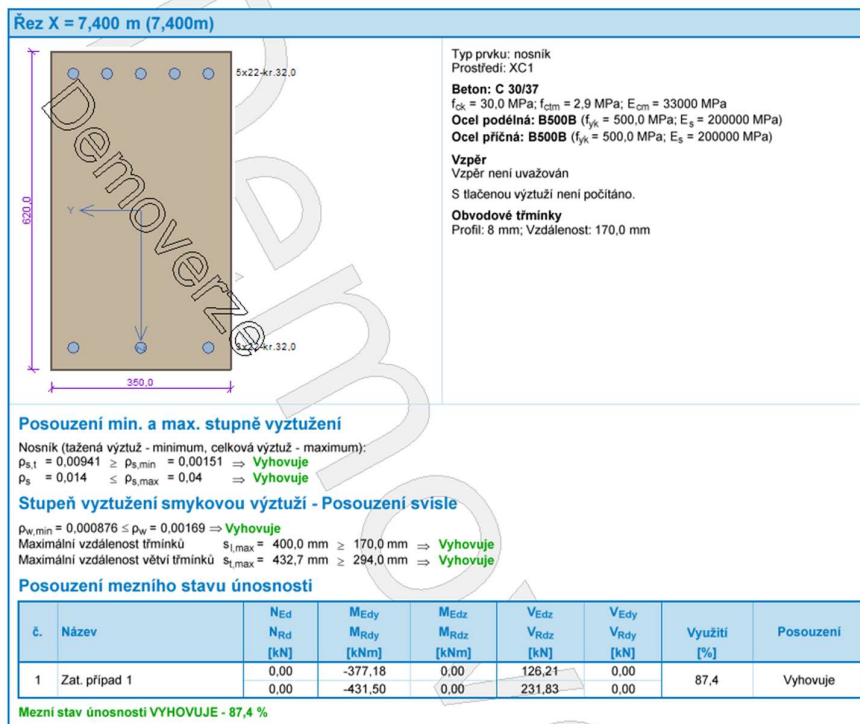 Řez X = 7,400 m (7,400m)
5x22-kr.32,0
620,0
Y
3x22-kr.32,0
350,0
Demoverze
Typ prvku: nosník
Prostředí: XC1
Beton: C 30/37
fck = 30,0 MPa; fctm = 2,9 MPa; Ecm = 33000 MPa
Ocel podélná: B500B (fyk = 500,0 MPa; Es = 200000 MPa)
Ocel příčná: B500B (fyk = 500,0 MPa; Es = 200000 MPa)
Vzpěr
Vzpěr není uvažován
S tlačenou výztuží není počítáno.
Obvodové třmínky
Profil: 8 mm; Vzdálenost: 170,0 mm
Posouzení min. a max. stupně vyztužení
Nosník (tažená výztuž - minimum, celková výztuž - maximum):
ρs,t = 0,00941 ≥ ρs,min = 0,00151 ⇒ Vyhovuje
ρs = 0,014 ≤ ρs,max = 0,04 ⇒ Vyhovuje
Stupeň vyztužení smykovou výztuží - Posouzení svisle
ρw,min = 0,000876 ≤ ρw = 0,00169 ⇒ Vyhovuje
Maximální vzdálenost třmínků sl,max = 400,0 mm ≥ 170,0 mm ⇒ Vyhovuje
Maximální vzdálenost větví třmínků st,max = 432,7 mm ≥ 294,0 mm ⇒ Vyhovuje
Posouzení mezního stavu únosnosti
NEd MEdy MEdz VEdz VEdy
č. Název NRd MRdy MRdz VRdz VRdy Využití Posouzení
[kN] [kNm] [kNm] [kN] [kN] [%]
0,00 -377,18 0,00 126,21 0,00
1 Zat. případ 1 87,4 Vyhovuje
0,00 -431,50 0,00 231,83 0,00
Mezní stav únosnosti VYHOVUJE - 87,4 %